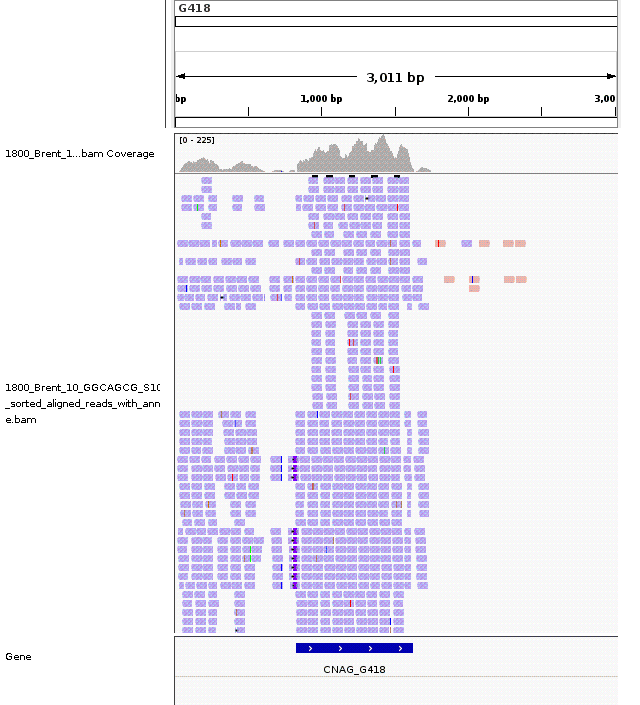 G418
3,011 bp
bp 1,000 bp 2,000 bp 3,00
[0 - 225]
1800_Brent_1...bam Coverage
1800_Brent_10_GGCAGCG_S1(
_sorted_aligned_reads_with_ann
e.bam
Gene
CNAG_G418